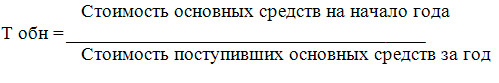 Стоимость основных средств на начало года
Т обн =
Стоимость поступивших основных средств за год